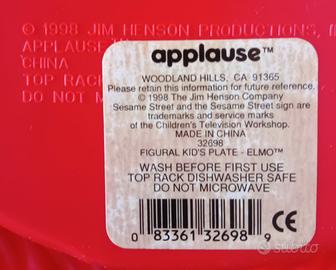 © 1998 JIM HENSON PRODUCTIONS,
APPLAUSE
CHINA
TOP RACK
DO NOT M
applause™
WOODLAND HILLS, CA 91365
Please retain this information for future reference.
© 1998 The Jim Henson Company
Sesame Street and the Sesame Street sign are
trademarks and service marks
of the Children's Television Workshop.
MADE IN CHINA
32698
FIGURAL KID'S PLATE - ELMO™
WASH BEFORE FIRST USE
TOP RACK DISHWASHER SAFE
DO NOT MICROWAVE
0 83361 32698 9
CE
subito